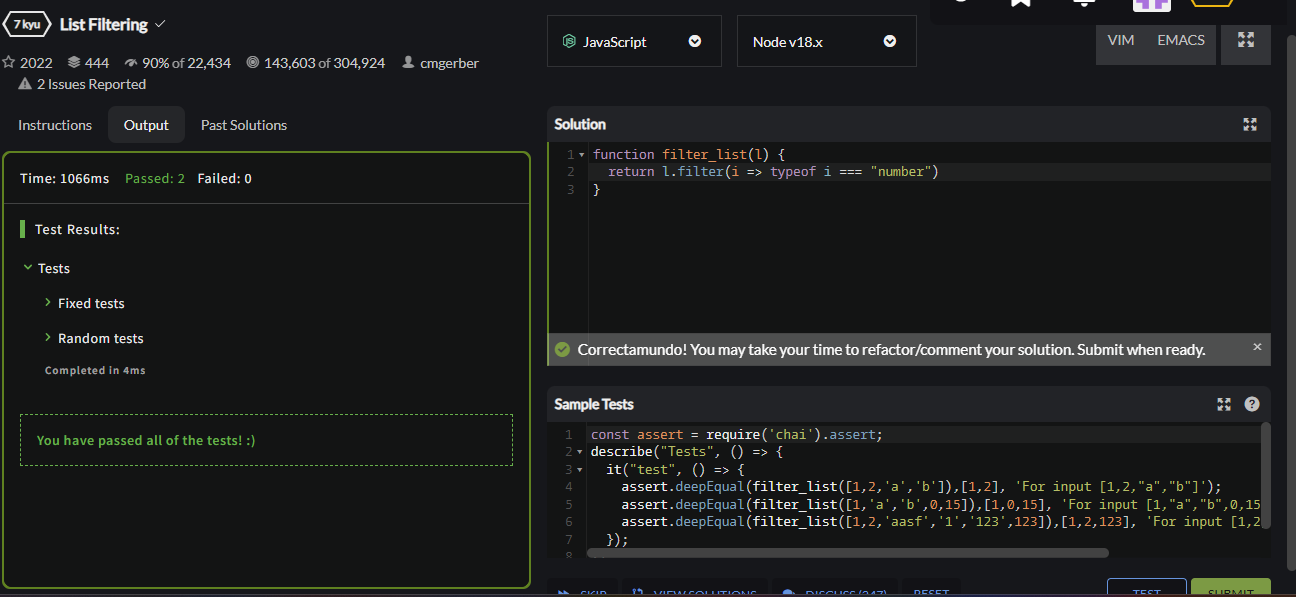 7 kyu List Filtering
2022 444 90% of 22,434 143,603 of 304,924 cmgerber
2 Issues Reported
Instructions Output Past Solutions
Time: 1066ms Passed: 2 Failed: 0
Test Results:
Tests
Fixed tests
Random tests
Completed in 4ms
You have passed all of the tests! :)
JavaScript Node v18.x VIM EMACS
Solution
1 function filter_list(l) {
2 return l.filter(i => typeof i === "number")
3 }
Correctamundo! You may take your time to refactor/comment your solution. Submit when ready. ×
Sample Tests ?
1 const assert = require('chai').assert;
2 describe("Tests", () => {
3 it("test", () => {
4 assert.deepEqual(filter_list([1,2,'a','b']),[1,2], 'For input [1,2,"a","b"]');
5 assert.deepEqual(filter_list([1,'a','b',0,15]),[1,0,15], 'For input [1,"a","b",0,15
6 assert.deepEqual(filter_list([1,2,'aasf','1','123',123]),[1,2,123], 'For input [1,2
7 });
8
SKIP VIEW SOLUTIONS DISCUSS (347) RESET TEST SUBMIT